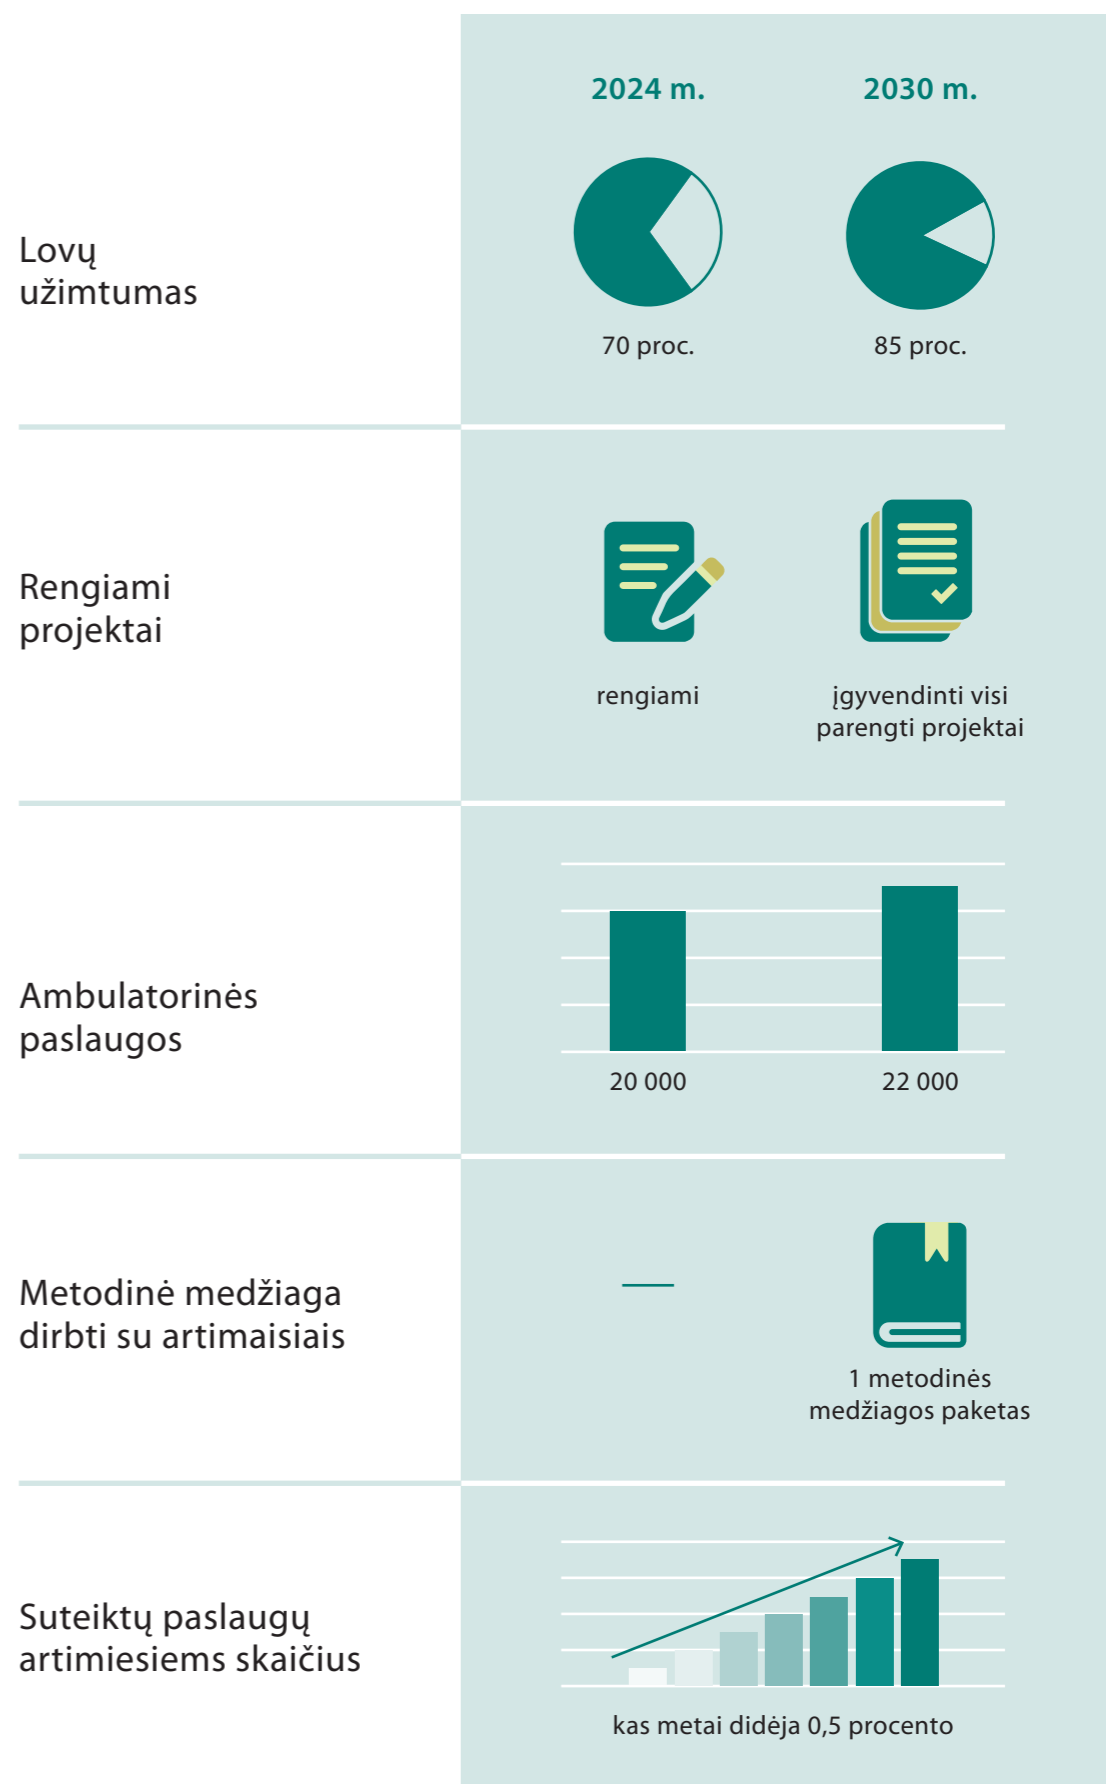 2024 m.
2030 m.
Lovų
užimtumas
70 proc.
85 proc.
Rengiami
projektai
rengiami
įgyvendinti visi
parengti projektai
Ambulatorinės
paslaugos
20 000
22 000
Metodinė medžiaga
dirbti su artimaisiais
1 metodinės
medžiagos paketas
Suteiktų paslaugų
artimiesiems skaičius
kas metai didėja 0,5 procento